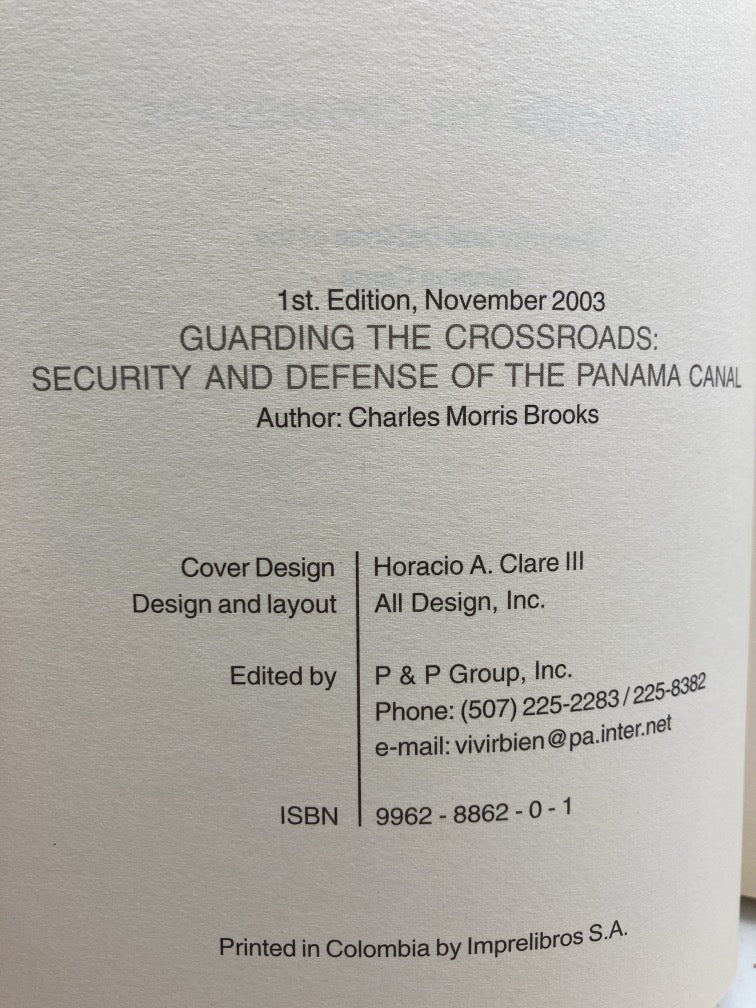 1st. Edition, November 2003
GUARDING THE CROSSROADS:
SECURITY AND DEFENSE OF THE PANAMA CANAL
Author: Charles Morris Brooks
Cover Design Horacio A. Clare III
Design and layout All Design, Inc.
Edited by P & P Group, Inc.
Phone: (507) 225-2283 / 225-8382
e-mail: vivirbien@pa.inter.net
ISBN 9962 - 8862 - 0 - 1
Printed in Colombia by Imprelibros S.A.